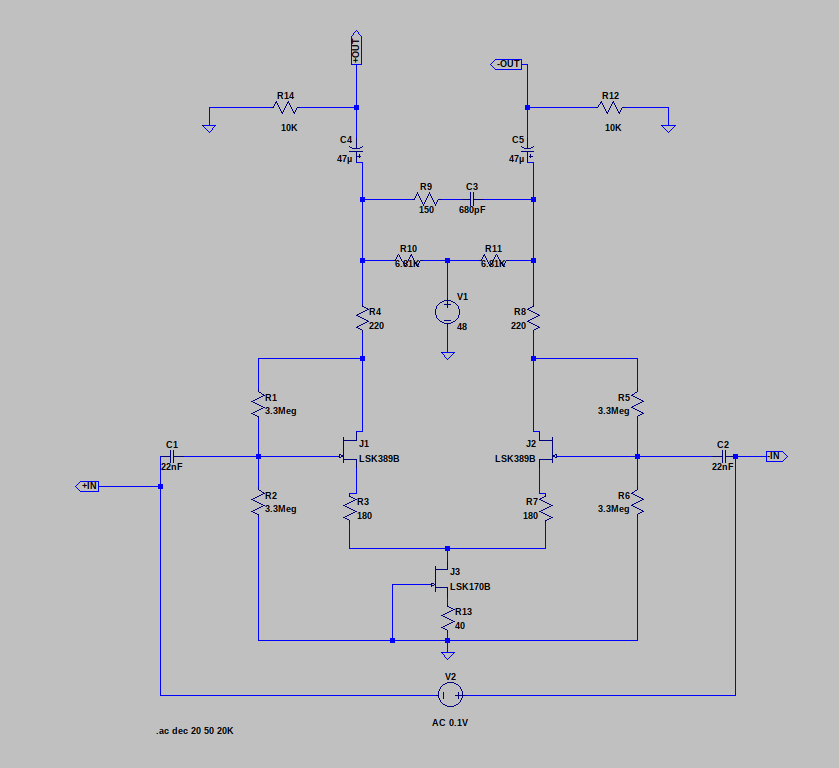 +OUT
-OUT
R14
10K
R12
10K
C4
47µ
C5
47µ
R9
150
C3
680pF
R10
6.81K
R11
6.81K
V1
48
R4
220
R8
220
R1
3.3Meg
R5
3.3Meg
C1
22nF
J1
LSK389B
J2
LSK389B
C2
22nF
-IN
+IN
R2
3.3Meg
R3
180
R7
180
R6
3.3Meg
J3
LSK170B
R13
40
V2
AC 0.1V
.ac dec 20 50 20K